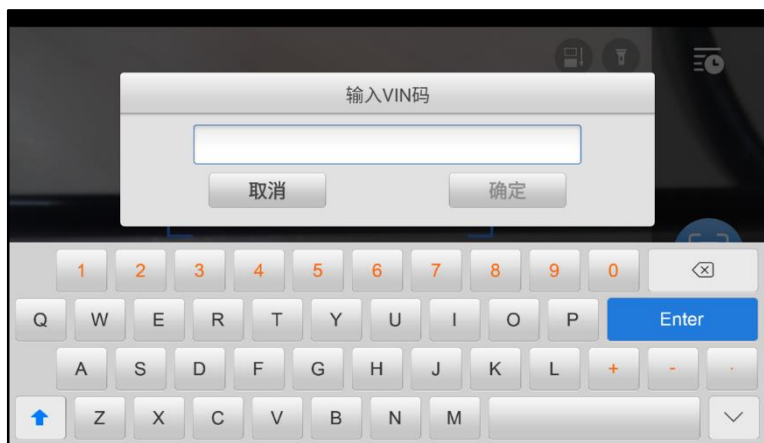 输入VIN码
取消 确定
1 2 3 4 5 6 7 8 9 0
Q W E R T Y U I O P Enter
A S D F G H J K L + - .
Z X C V B N M